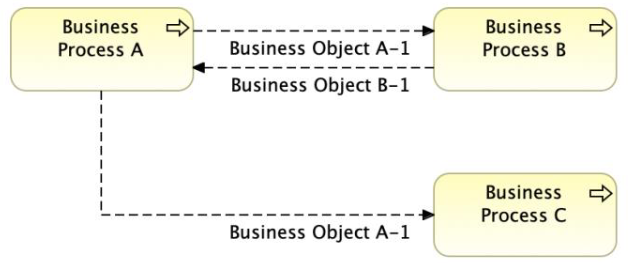 Business
Process A
Business Object A-1
Business Object B-1
Business
Process B
Business
Process C
Business Object A-1